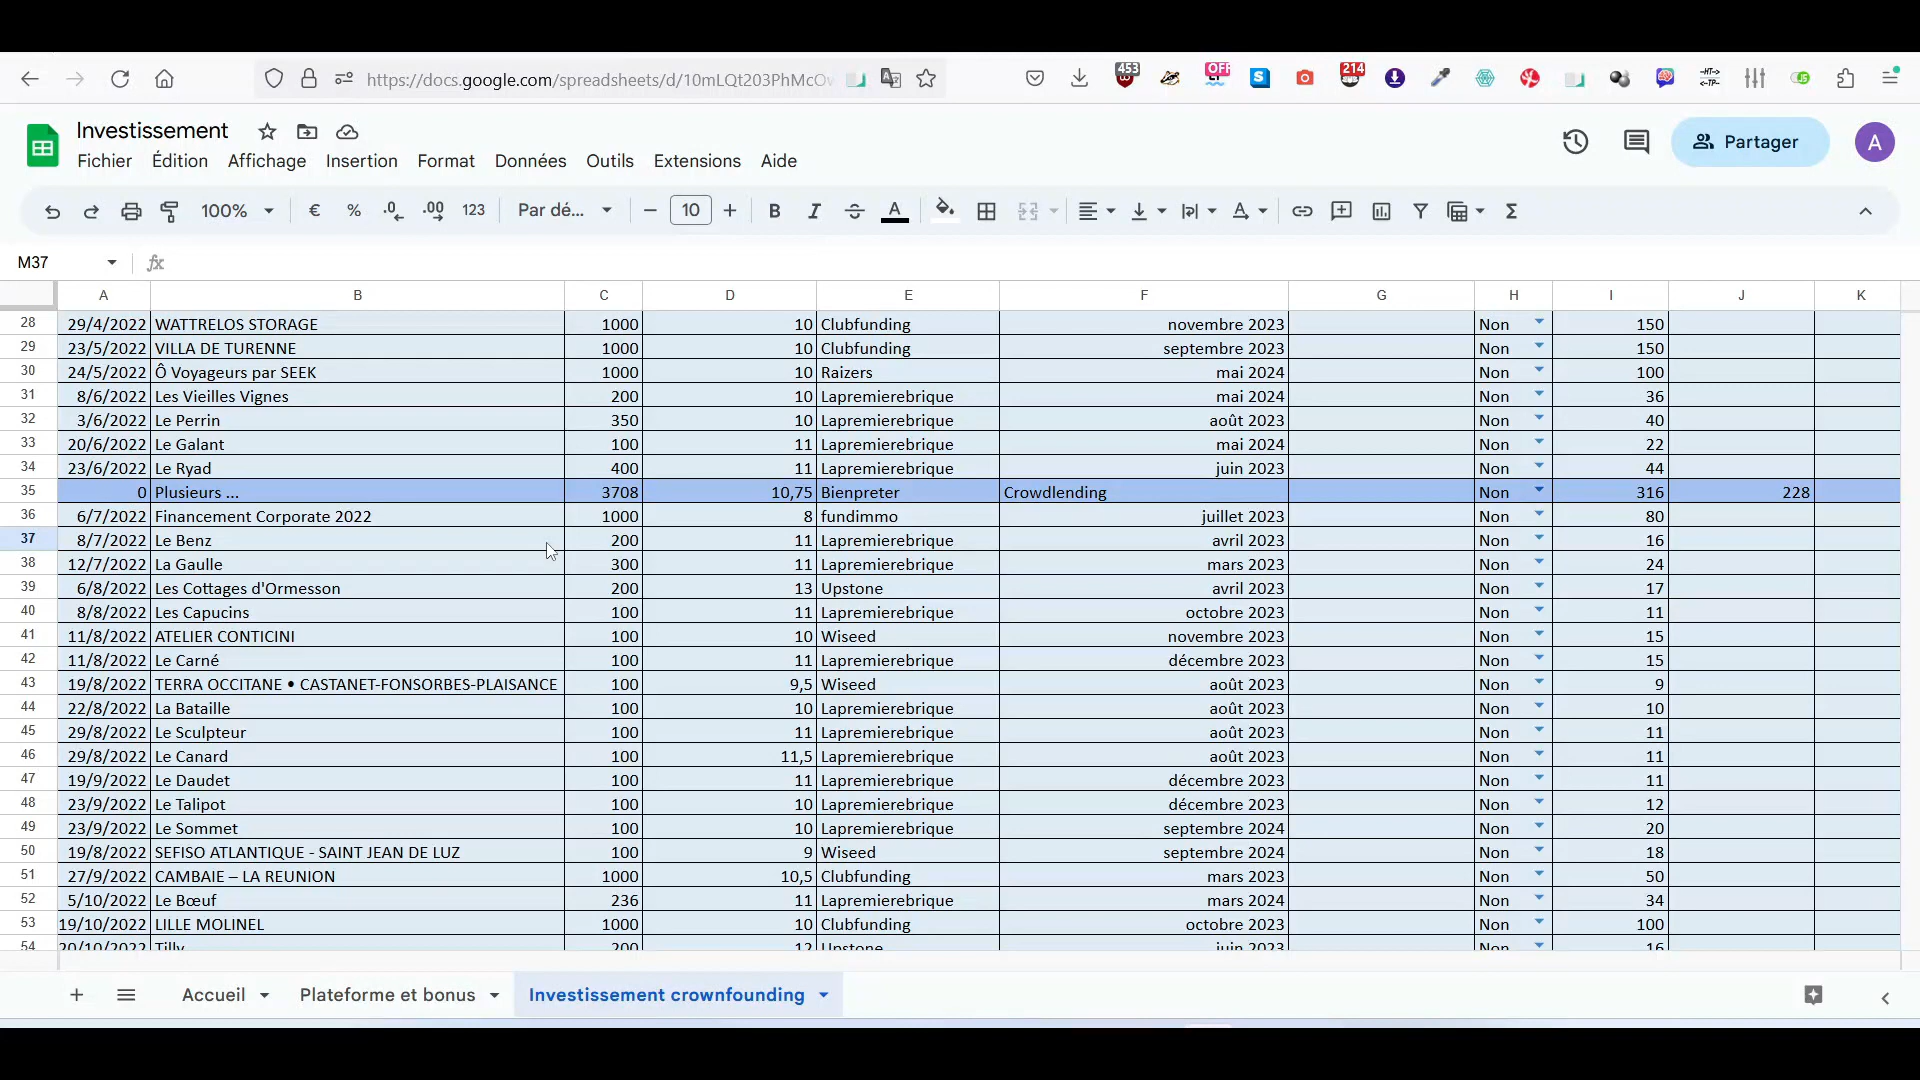 https://docs.google.com/spreadsheets/d/10mLQt203PhMcOv
453 OFF S 214
Investissement
Partager A
Fichier Édition Affichage Insertion Format Données Outils Extensions Aide
100% € % .0 .00 123 Par dé... 10 B I S A
M37 fx
A B C D E F G H I J K
28 29/4/2022 WATTRELOS STORAGE 1000 10 Clubfunding novembre 2023 Non 150
29 23/5/2022 VILLA DE TURENNE 1000 10 Clubfunding septembre 2023 Non 150
30 24/5/2022 Ô Voyageurs par SEEK 1000 10 Raizers mai 2024 Non 100
31 8/6/2022 Les Vieilles Vignes 200 10 Lapremierebrique mai 2024 Non 36
32 3/6/2022 Le Perrin 350 10 Lapremierebrique août 2023 Non 40
33 20/6/2022 Le Galant 100 11 Lapremierebrique mai 2024 Non 22
34 23/6/2022 Le Ryad 400 11 Lapremierebrique juin 2023 Non 44
35 0 Plusieurs ... 3708 10,75 Bienpreter Crowdlending Non 316 228
36 6/7/2022 Financement Corporate 2022 1000 8 fundimmo juillet 2023 Non 80
37 8/7/2022 Le Benz 200 11 Lapremierebrique avril 2023 Non 16
38 12/7/2022 La Gaulle 300 11 Lapremierebrique mars 2023 Non 24
39 6/8/2022 Les Cottages d'Ormesson 200 13 Upstone avril 2023 Non 17
40 8/8/2022 Les Capucins 100 11 Lapremierebrique octobre 2023 Non 11
41 11/8/2022 ATELIER CONTICINI 100 10 Wiseed novembre 2023 Non 15
42 11/8/2022 Le Carné 100 11 Lapremierebrique décembre 2023 Non 15
43 19/8/2022 TERRA OCCITANE • CASTANET-FONSORBES-PLAISANCE 100 9,5 Wiseed août 2023 Non 9
44 22/8/2022 La Bataille 100 10 Lapremierebrique août 2023 Non 10
45 29/8/2022 Le Sculpteur 100 11 Lapremierebrique août 2023 Non 11
46 29/8/2022 Le Canard 100 11,5 Lapremierebrique août 2023 Non 11
47 19/9/2022 Le Daudet 100 11 Lapremierebrique décembre 2023 Non 11
48 23/9/2022 Le Talipot 100 10 Lapremierebrique décembre 2023 Non 12
49 23/9/2022 Le Sommet 100 10 Lapremierebrique septembre 2024 Non 20
50 19/8/2022 SEFISO ATLANTIQUE - SAINT JEAN DE LUZ 100 9 Wiseed septembre 2024 Non 18
51 27/9/2022 CAMBAIE – LA REUNION 1000 10,5 Clubfunding mars 2023 Non 50
52 5/10/2022 Le Bœuf 236 11 Lapremierebrique mars 2024 Non 34
53 19/10/2022 LILLE MOLINEL 1000 10 Clubfunding octobre 2023 Non 100
54 20/10/2022 Tilly 200 12 Upstone juin 2023 Non 16
Accueil Plateforme et bonus Investissement crownfounding